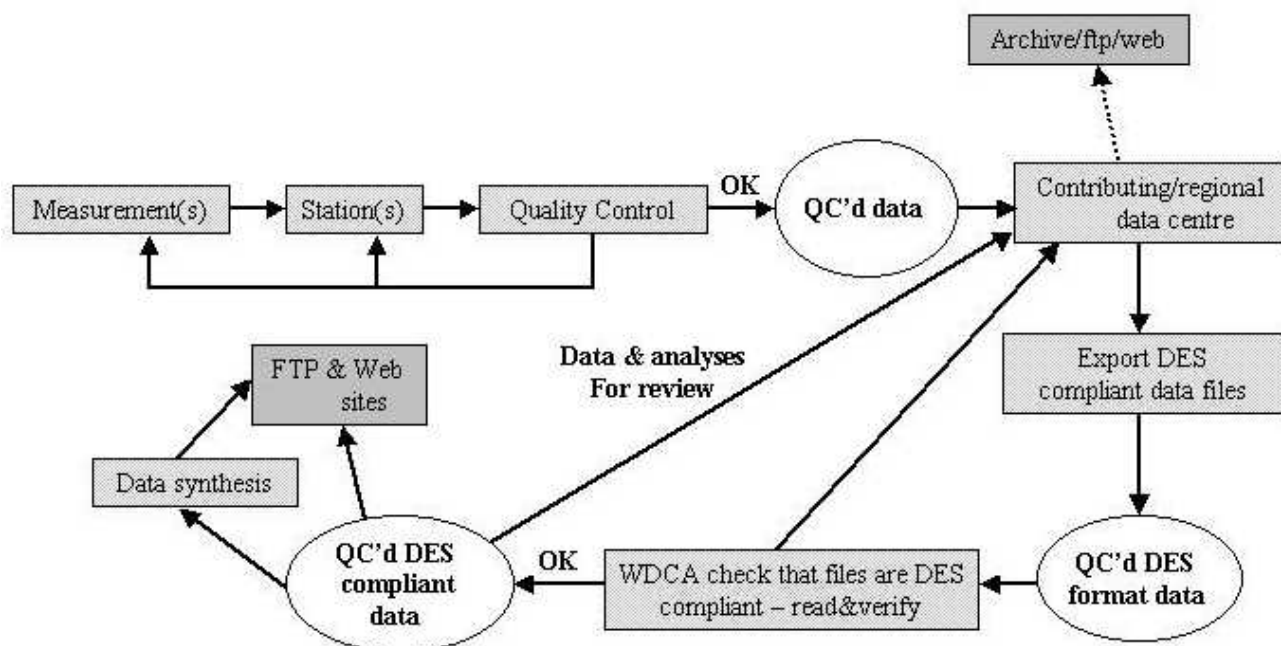 Archive/ftp/web
Measurement(s)
Station(s)
Quality Control
OK
QC'd data
Contributing/regional
data centre
FTP & Web
sites
Data & analyses
For review
Export DES
compliant data files
Data synthesis
QC'd DES
compliant
data
OK
WDCA check that files are DES
compliant – read&verify
QC'd DES
format data